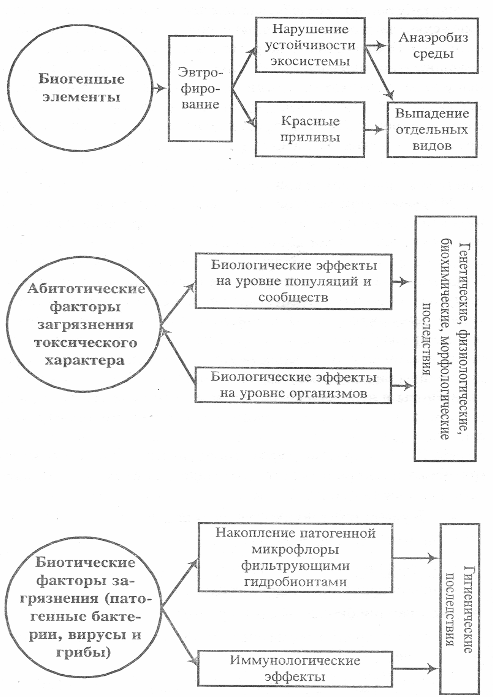 Биогенные
элементы
Эвтро-
фиро-
вание
Нарушение
устойчивости
экосистемы
Анаэробиз
среды
Красные
приливы
Выпадение
отдельных
видов
Абитотические
факторы
загрязнения
токсического
характера
Биологические эффекты
на уровне популяций и
сообществ
Биологические эффекты
на уровне организмов
Генетические, физиологические,
биохимические, морфологические
последствия
Биотические
факторы за-
грязнения (пато-
генные бакте-
рии, вирусы и
грибы)
Накопление патогенной
микрофлоры
фильтрующими
гидробионтами
Иммунологические
эффекты
Гигиенические
последствия